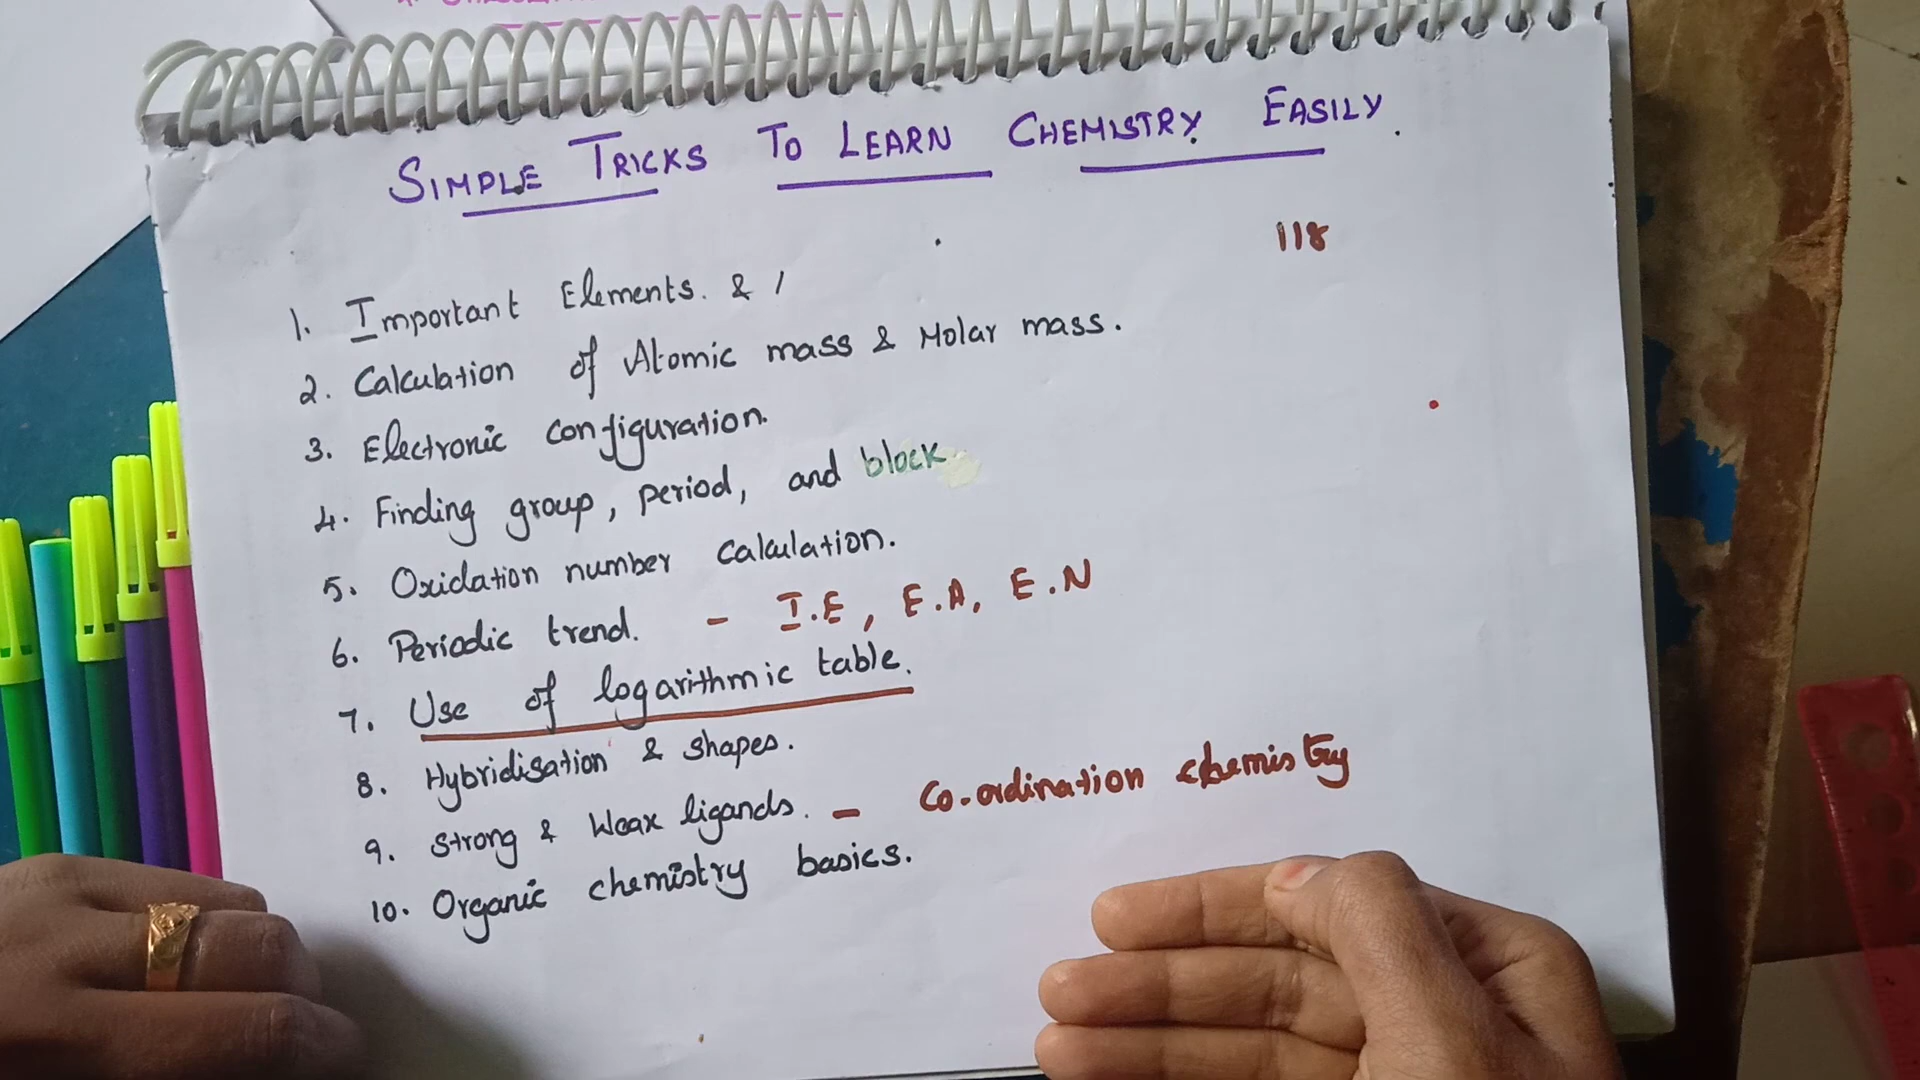 SIMPLE TRICKS TO LEARN CHEMISTRY EASILY.
118
1. Important Elements. & /
2. Calculation of Atomic mass & Molar mass.
3. Electronic configuration.
4. Finding group, period, and block
5. Oxidation number calculation.
6. Periodic trend. - I.E, E.A, E.N
7. Use of logarithmic table.
8. Hybridisation & shapes.
9. Strong & Weak ligands. - Co-ordination chemistry
10. Organic chemistry basics.